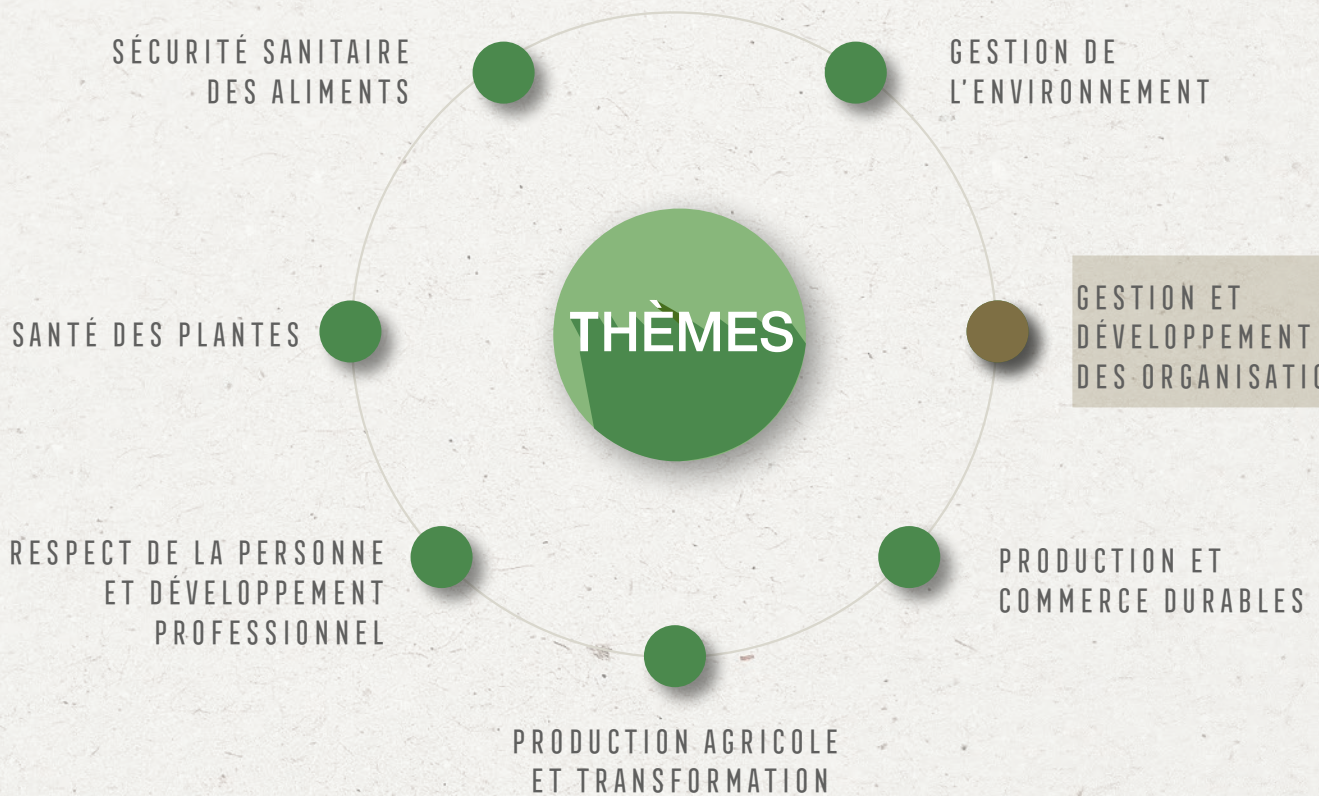 SÉCURITÉ SANITAIRE
DES ALIMENTS
GESTION DE
L'ENVIRONNEMENT
SANTÉ DES PLANTES
THÈMES
GESTION ET
DÉVELOPPEMENT
DES
RESPECT DE LA PERSONNE
ET DÉVELOPPEMENT
PROFESSIONNEL
PRODUCTION ET
COMMERCE DURABLES
PRODUCTION AGRICOLE
ET TRANSFORMATION